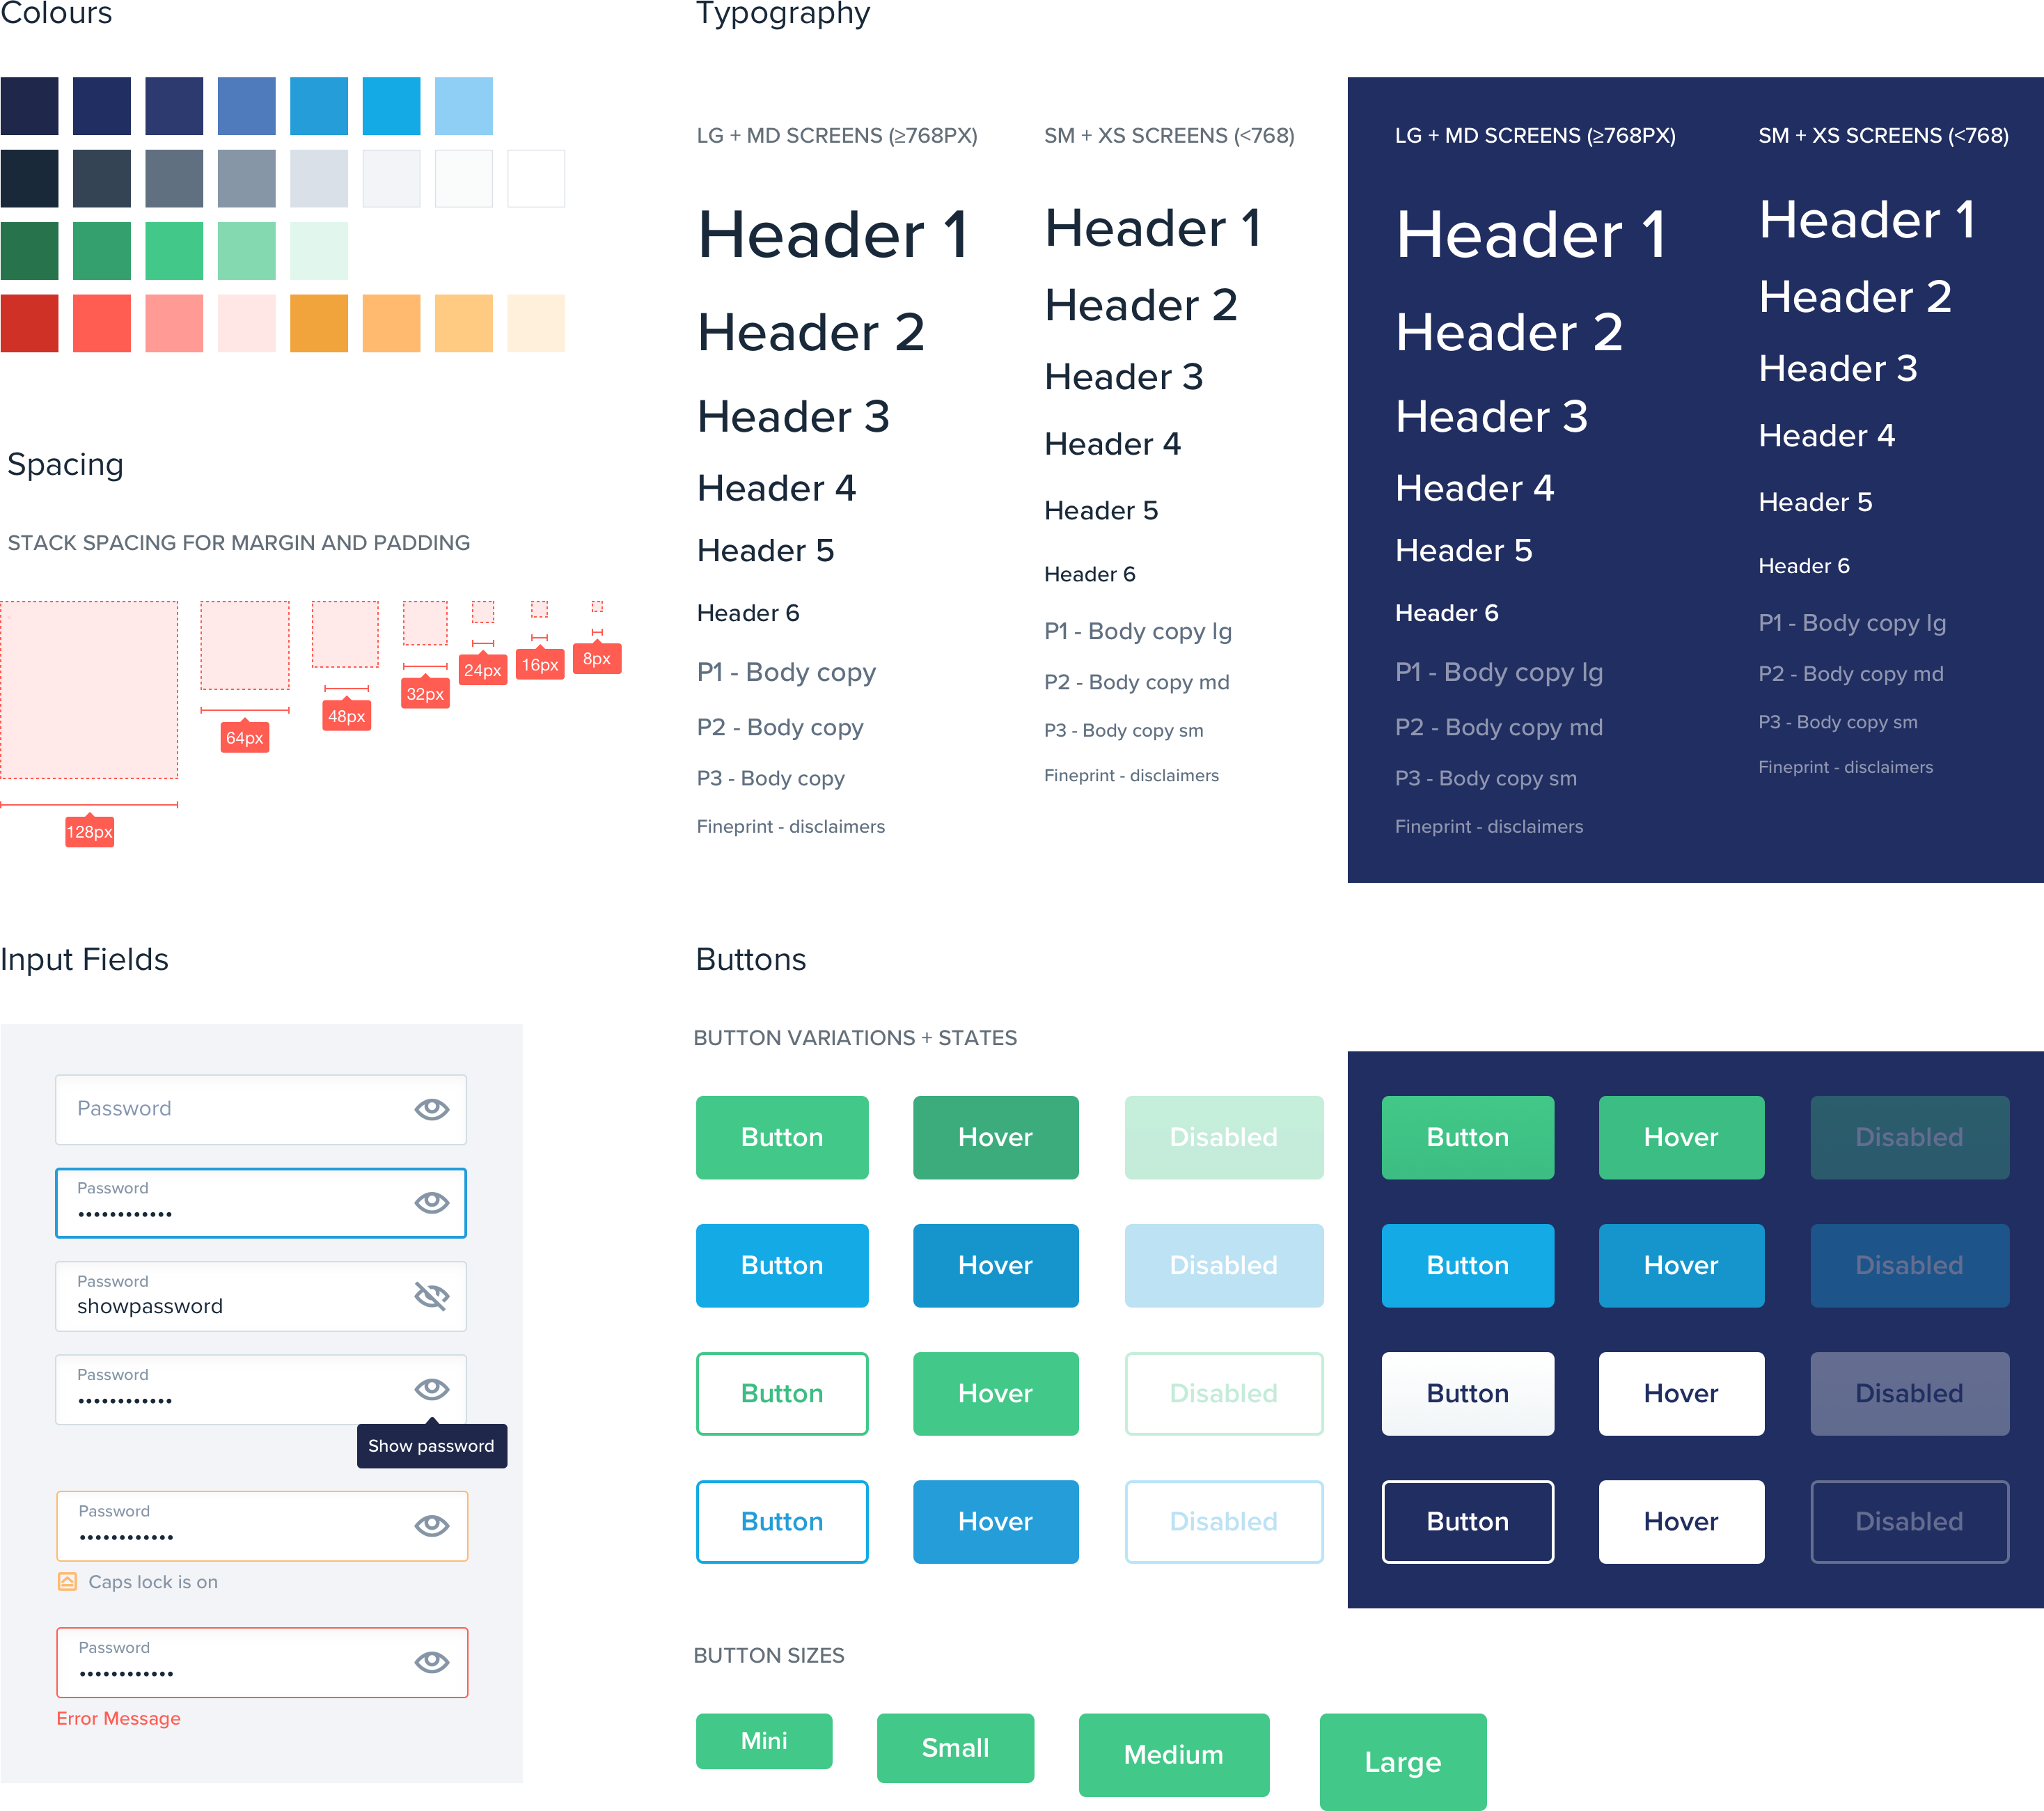 Colours
Spacing
STACK SPACING FOR MARGIN AND PADDING
128px
64px
48px
32px
24px
16px
8px
Typography
LG + MD SCREENS (≥768PX)
Header 1
Header 2
Header 3
Header 4
Header 5
Header 6
P1 - Body copy
P2 - Body copy
P3 - Body copy
Fineprint - disclaimers
SM + XS SCREENS (<768)
Header 1
Header 2
Header 3
Header 4
Header 5
Header 6
P1 - Body copy lg
P2 - Body copy md
P3 - Body copy sm
Fineprint - disclaimers
LG + MD SCREENS (≥768PX)
Header 1
Header 2
Header 3
Header 4
Header 5
Header 6
P1 - Body copy lg
P2 - Body copy md
P3 - Body copy sm
Fineprint - disclaimers
SM + XS SCREENS (<768)
Header 1
Header 2
Header 3
Header 4
Header 5
Header 6
P1 - Body copy lg
P2 - Body copy md
P3 - Body copy sm
Fineprint - disclaimers
Input Fields
Password
Password
••••••••••••
Password
showpassword
Password
••••••••••••
Show password
Password
••••••••••••
Caps lock is on
Password
••••••••••••
Error Message
Buttons
BUTTON VARIATIONS + STATES
Button Hover Disabled Button Hover Disabled
Button Hover Disabled Button Hover Disabled
Button Hover Disabled Button Hover Disabled
Button Hover Disabled Button Hover Disabled
BUTTON SIZES
Mini Small Medium Large